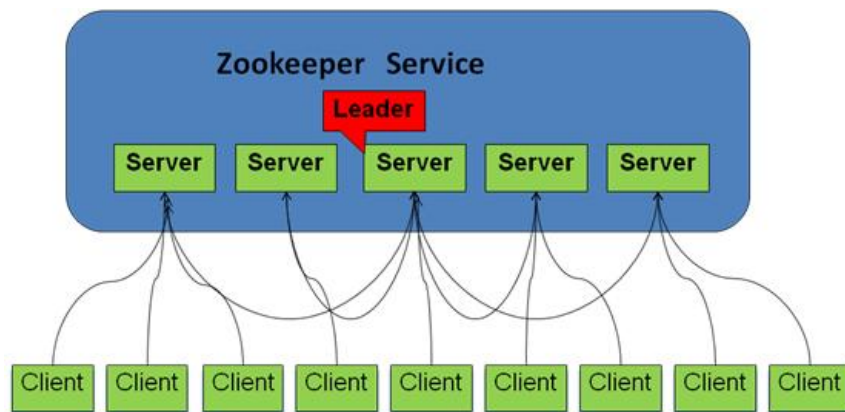 Zookeeper Service
Leader
Server Server Server Server Server
Client Client Client Client Client Client Client Client Client